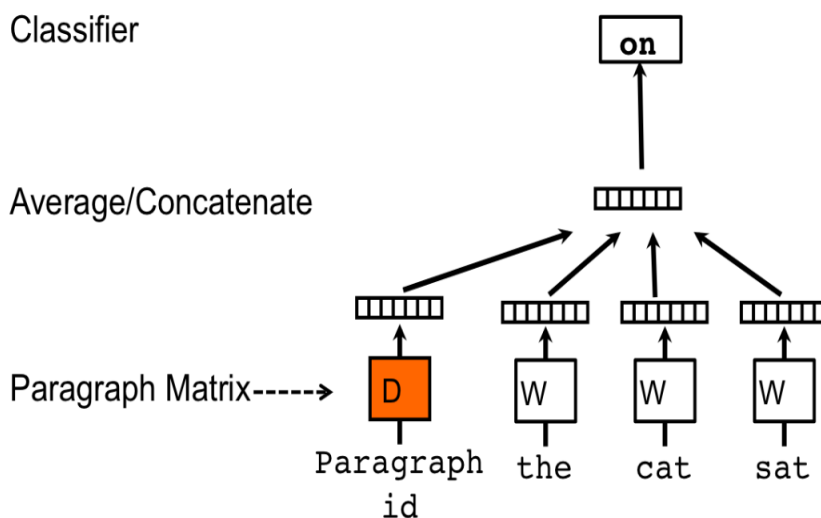 Classifier
on
Average/Concatenate
Paragraph Matrix
D
W
W
W
Paragraph
id
the
cat
sat